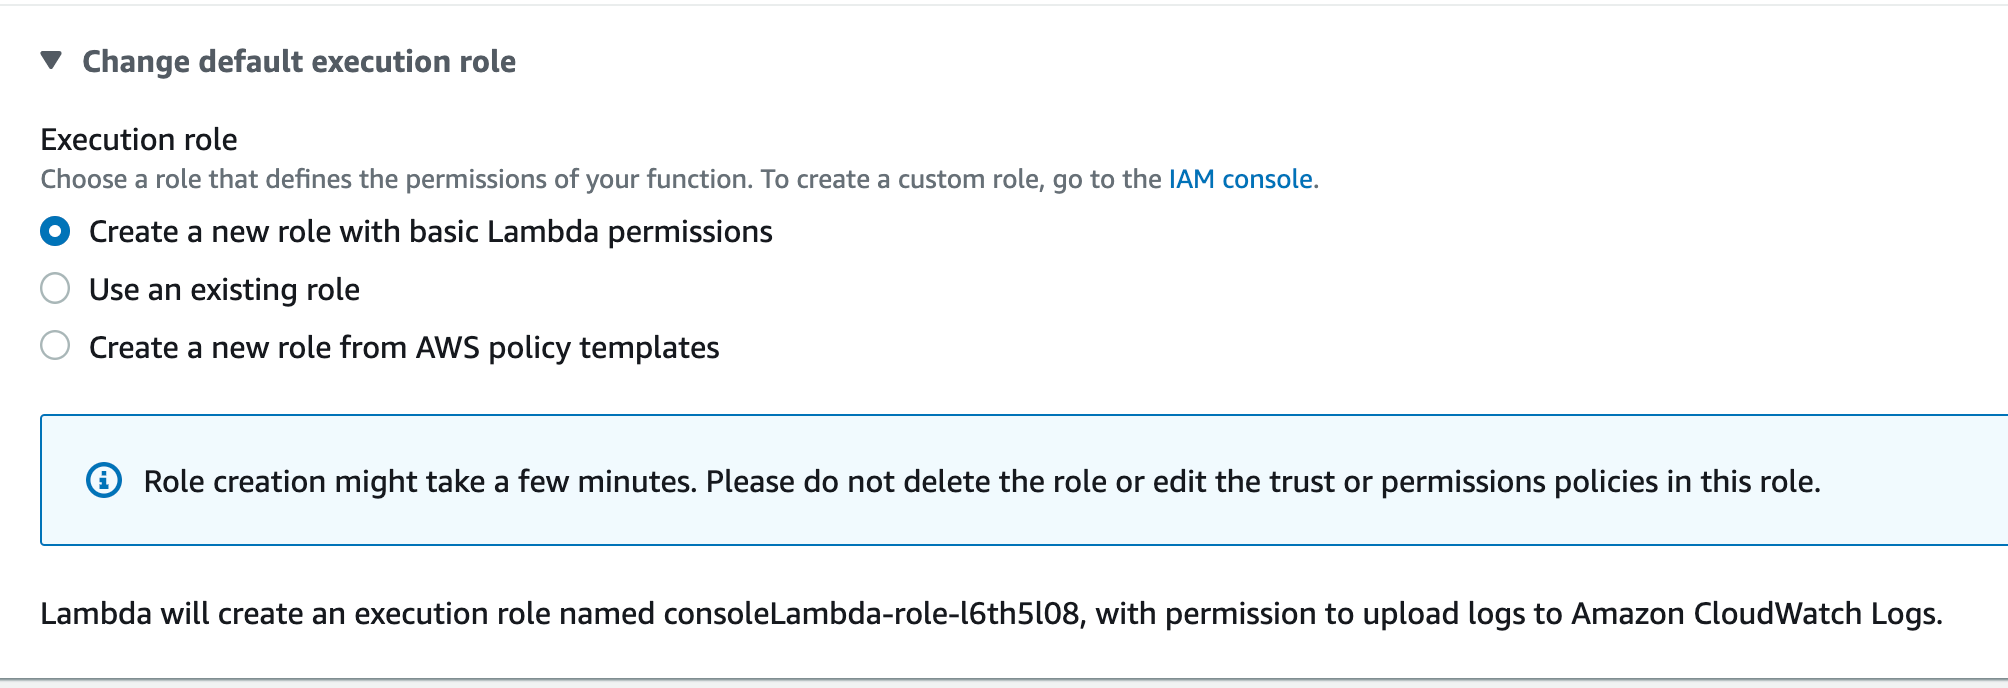 Change default execution role
Execution role
Choose a role that defines the permissions of your function. To create a custom role, go to the IAM console.
Create a new role with basic Lambda permissions
Use an existing role
Create a new role from AWS policy templates
Role creation might take a few minutes. Please do not delete the role or edit the trust or permissions policies in this role.
Lambda will create an execution role named consoleLambda-role-l6th5l08, with permission to upload logs to Amazon CloudWatch Logs.